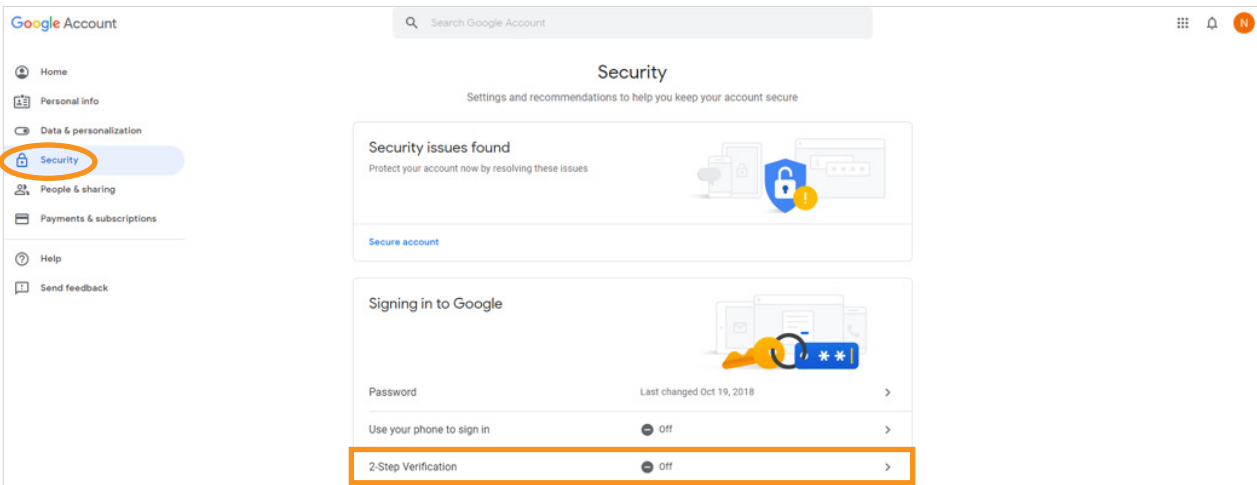 Google Account
Search Google Account
N
Home
Personal info
Data & personalization
Security
People & sharing
Payments & subscriptions
Help
Send feedback
Security
Settings and recommendations to help you keep your account secure
Security issues found
Protect your account now by resolving these issues
Secure account
Signing in to Google
Password Last changed Oct 19, 2018
Use your phone to sign in Off
2-Step Verification Off